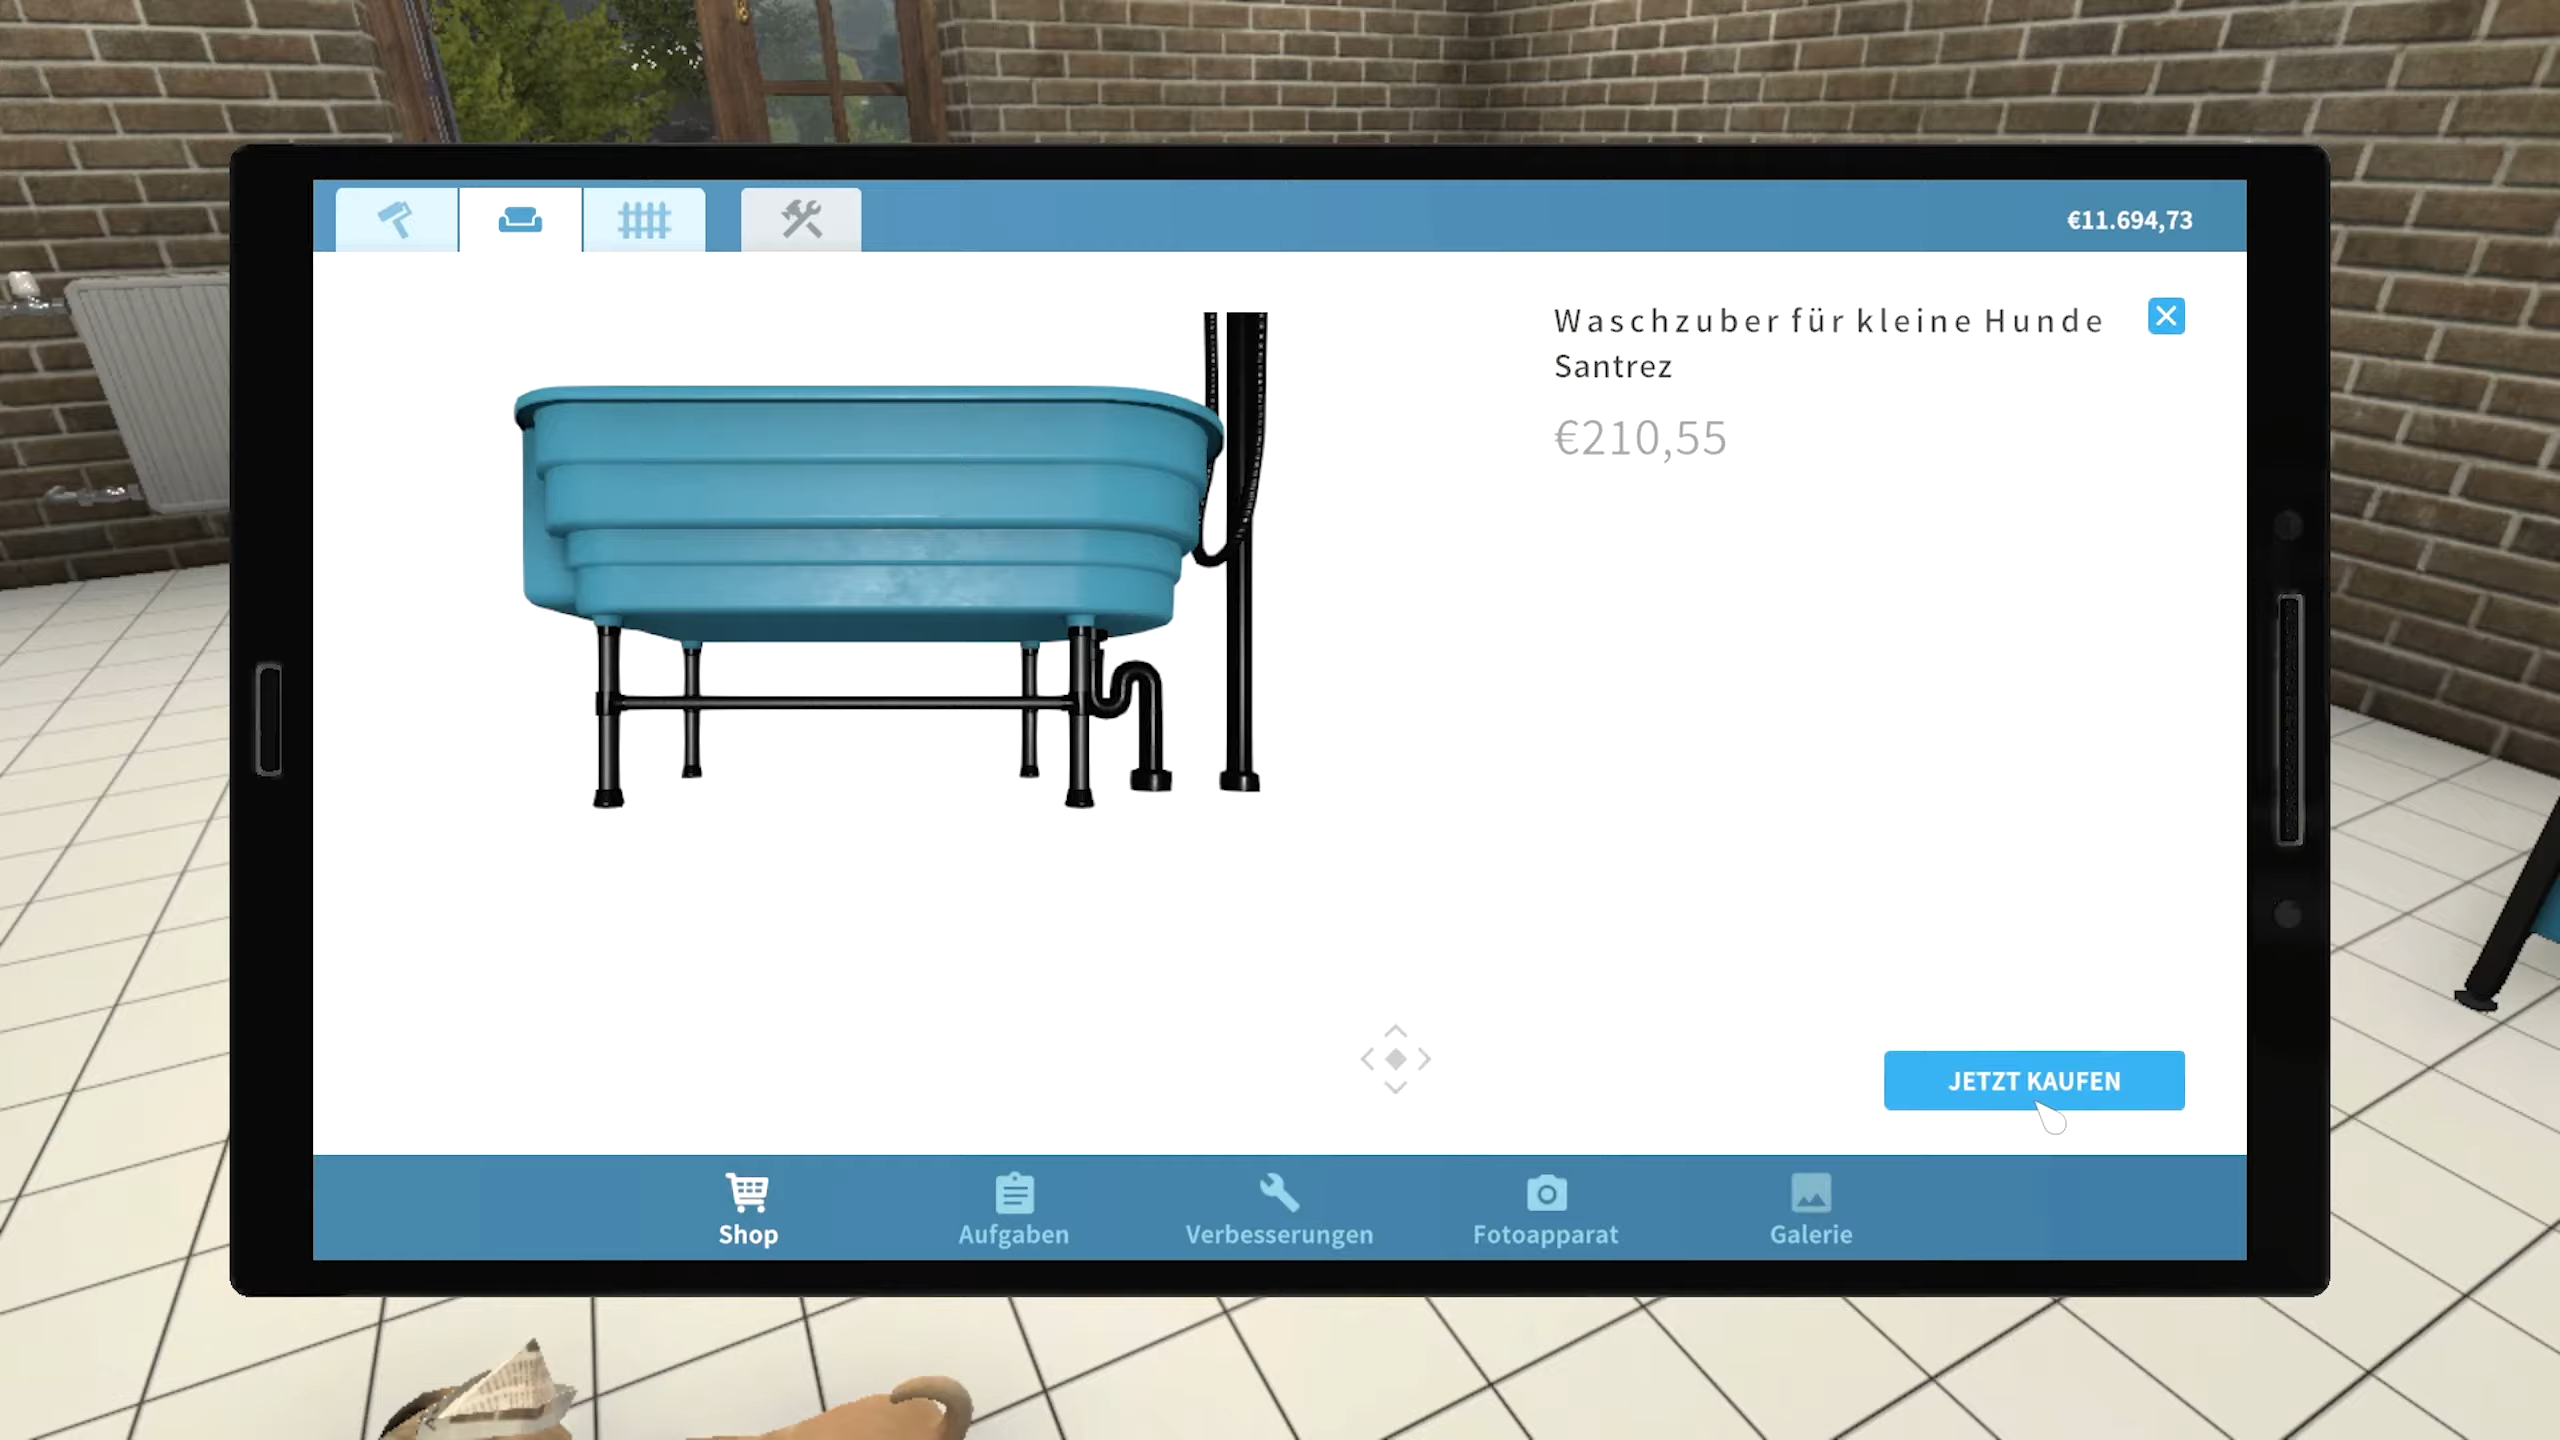 €11.694,73
Waschzuber für kleine Hunde
Santrez
€210,55
JETZT KAUFEN
Shop
Aufgaben
Verbesserungen
Fotoapparat
Galerie